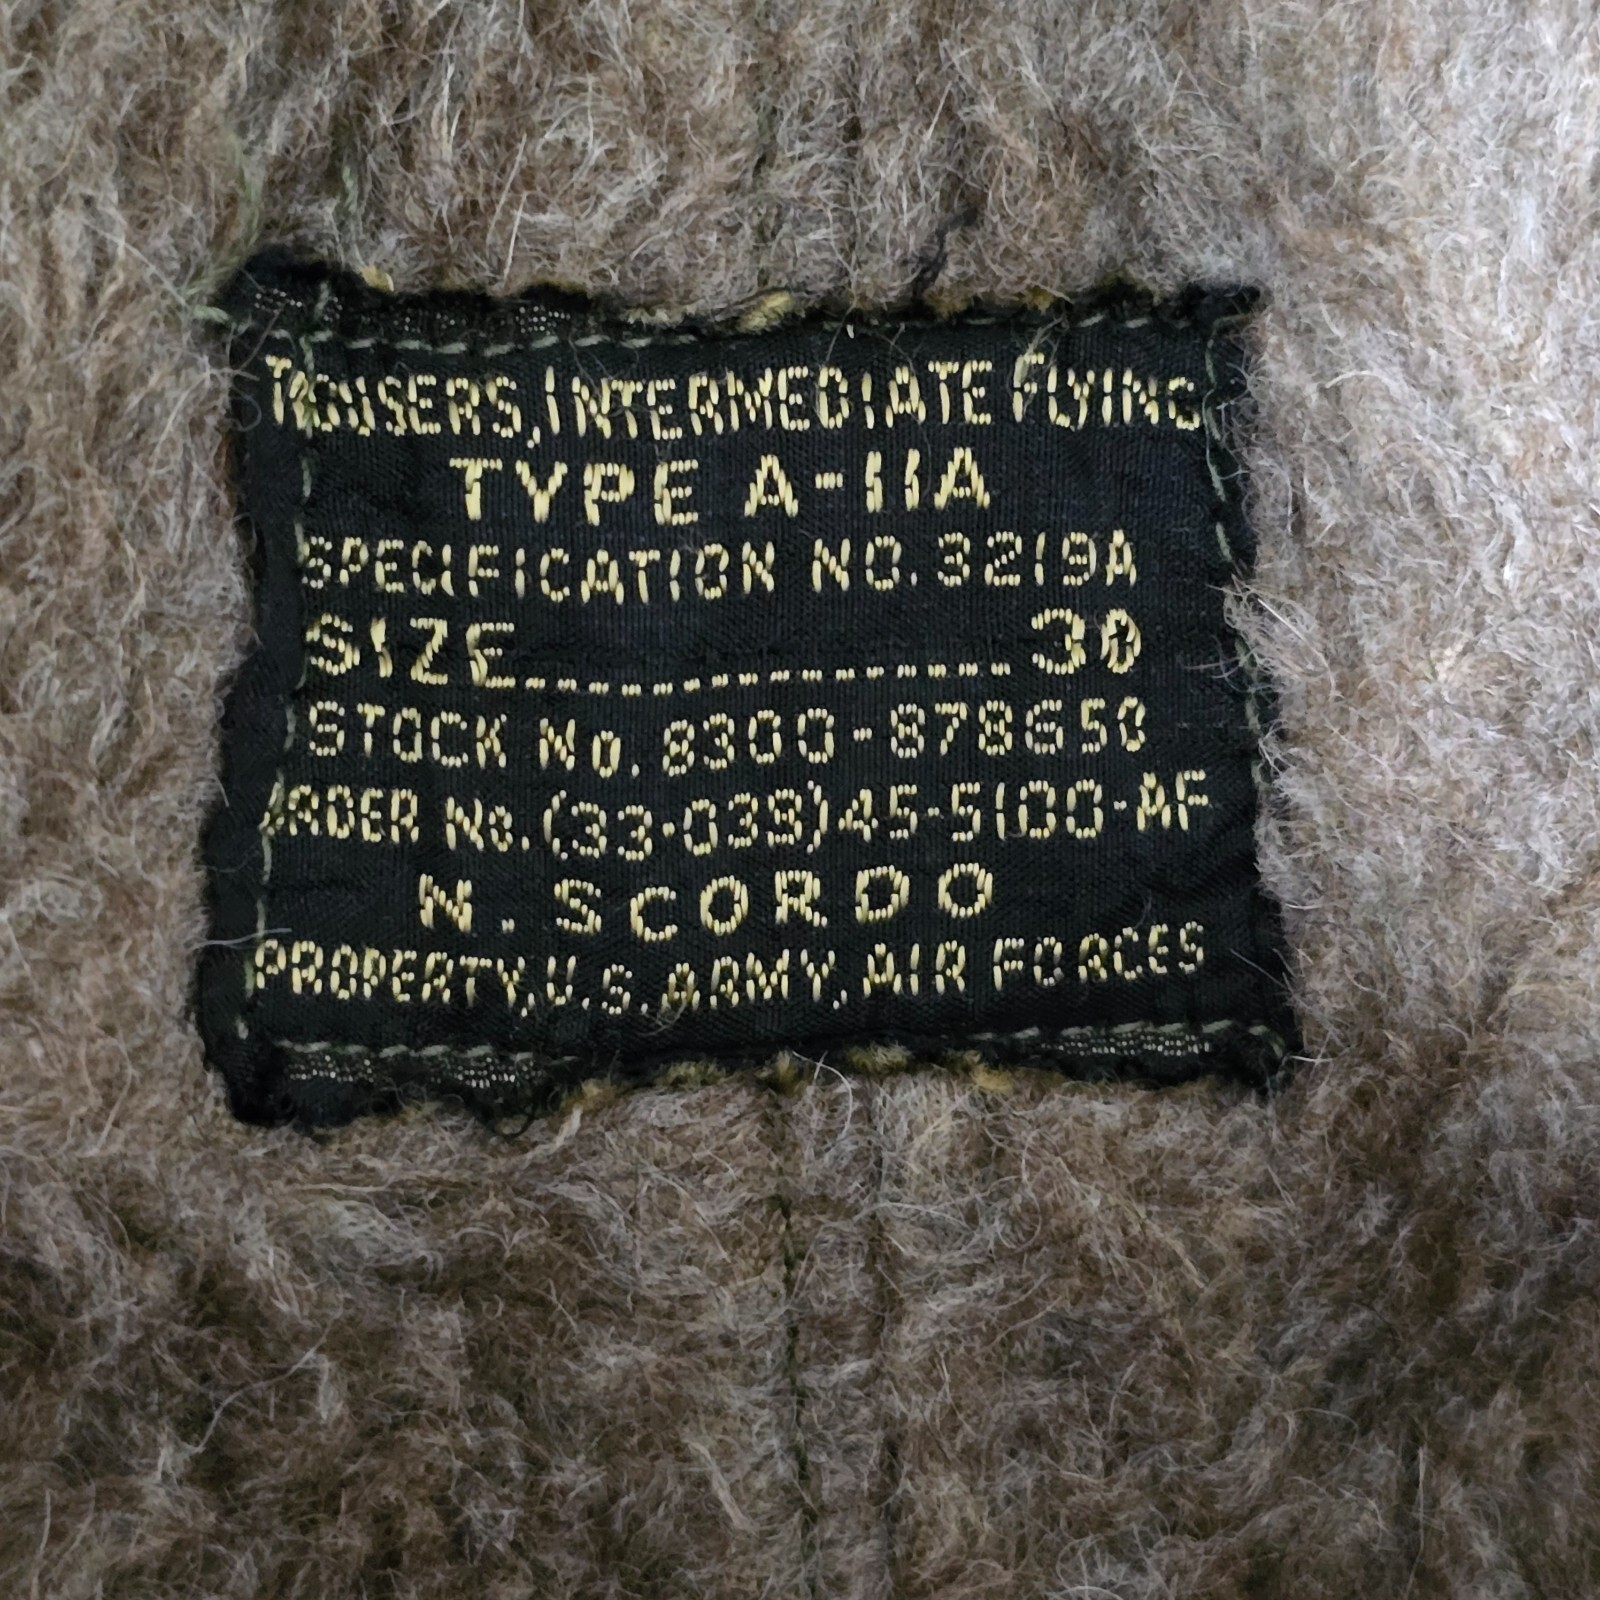 TROUSERS, INTERMEDIATE FLYING
TYPE A-11A
SPECIFICATION NO. 3219A
SIZE................30
STOCK No. 8300-878650
ORDER No. (33-038) 45-5100-AF
N. SCORDO
PROPERTY, U.S. ARMY, AIR FORCES